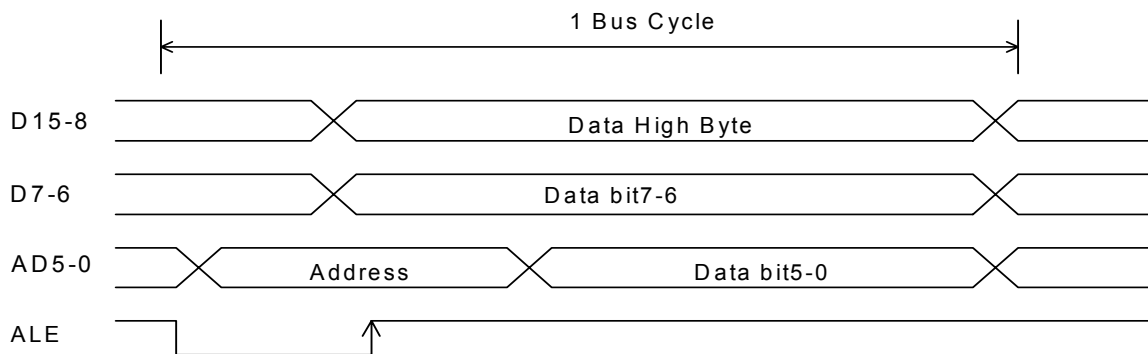 1 Bus Cycle
D15-8 Data High Byte
D7-6 Data bit7-6
AD5-0 Address Data bit5-0
ALE